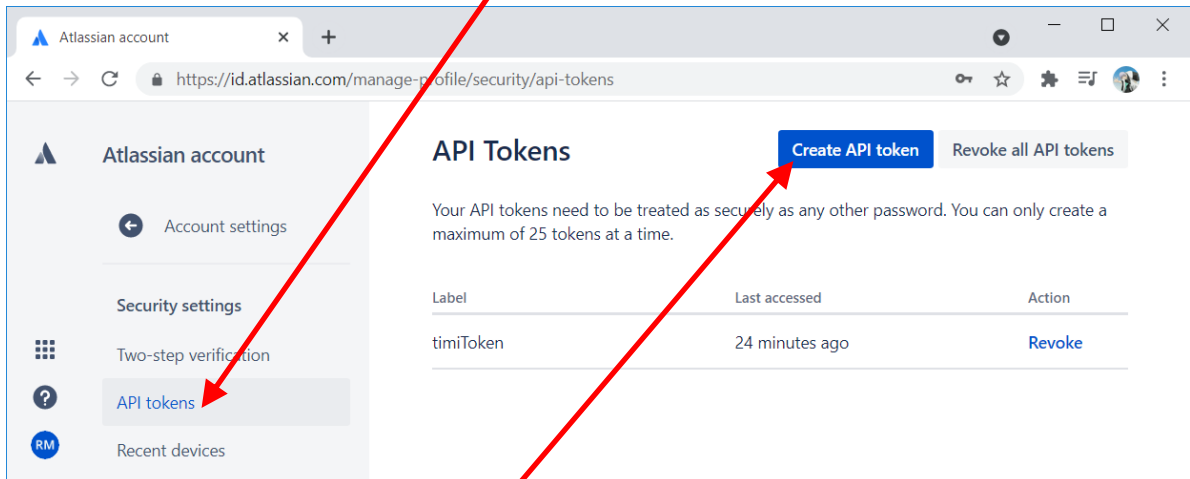 Atlassian account
https://id.atlassian.com/manage-profile/security/api-tokens
Atlassian account
Account settings
Security settings
Two-step verification
API tokens
Recent devices
RM
API Tokens
Create API token
Revoke all API tokens
Your API tokens need to be treated as securely as any other password. You can only create a
maximum of 25 tokens at a time.
Label Last accessed Action
timiToken 24 minutes ago Revoke